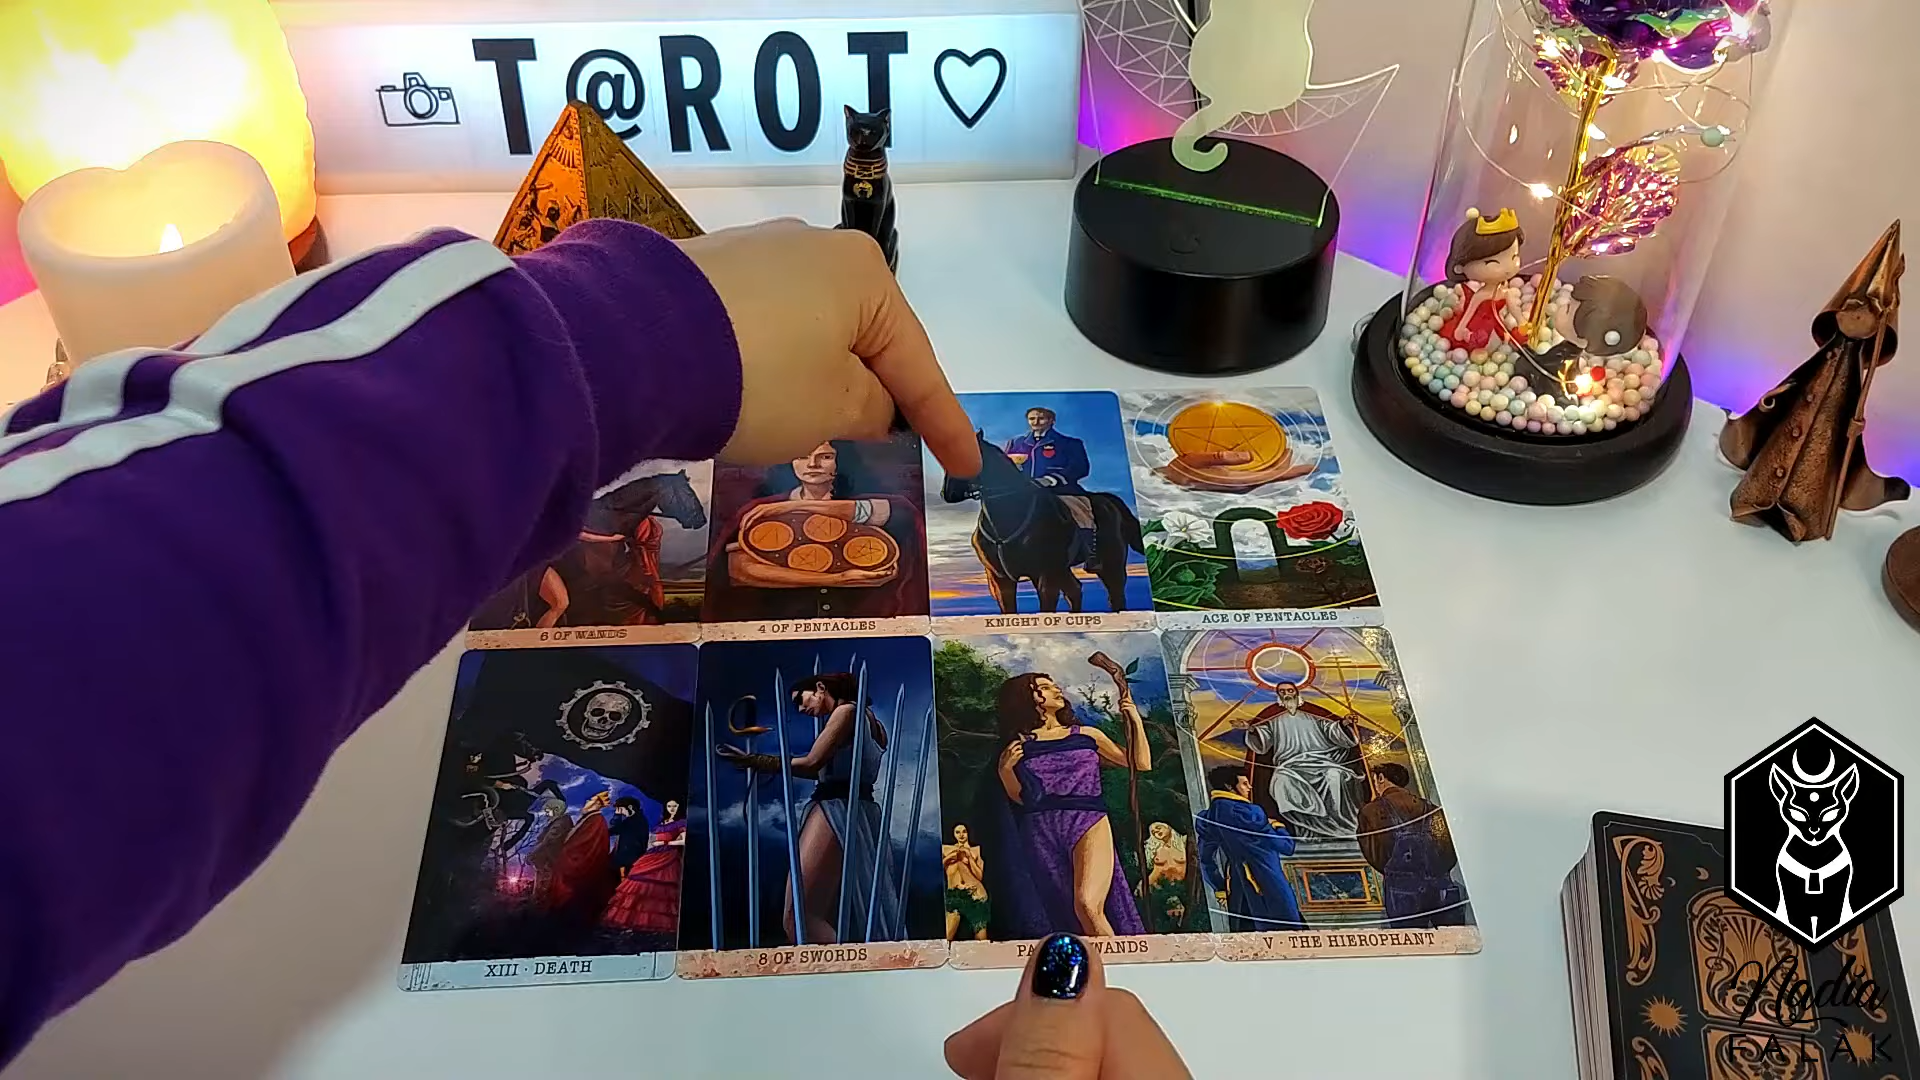 T@ROT
6 OF WANDS
4 OF PENTACLES
KNIGHT OF CUPS
ACE OF PENTACLES
XIII · DEATH
8 OF SWORDS
PA WANDS
V · THE HIEROPHANT
Nadia
FALAK